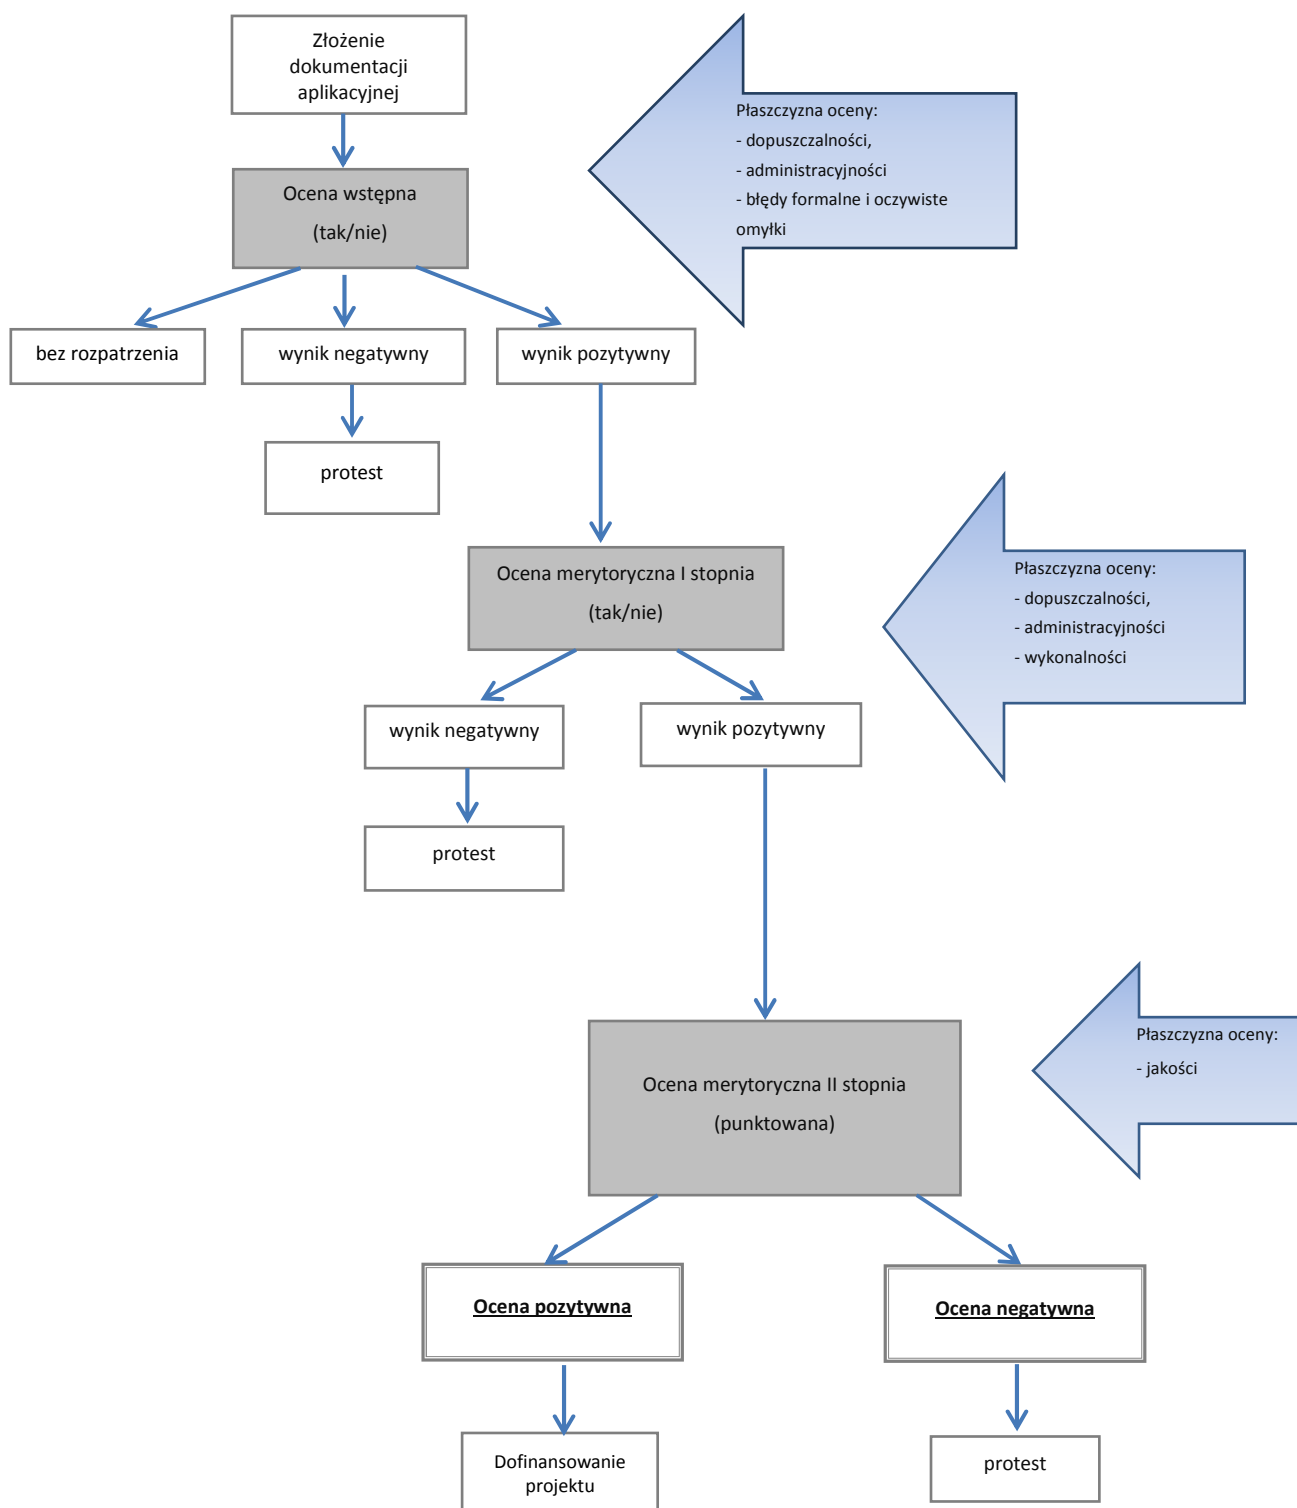 Złożenie
dokumentacji
aplikacyjnej
Płaszczyzna oceny:
- dopuszczalności,
- administracyjności
- błędy formalne i oczywiste
omyłki
Ocena wstępna
(tak/nie)
bez rozpatrzenia
wynik negatywny
wynik pozytywny
protest
Ocena merytoryczna I stopnia
(tak/nie)
Płaszczyzna oceny:
- dopuszczalności,
- administracyjności
- wykonalności
wynik negatywny
wynik pozytywny
protest
Ocena merytoryczna II stopnia
(punktowana)
Płaszczyzna oceny:
- jakości
Ocena pozytywna
Ocena negatywna
Dofinansowanie
projektu
protest